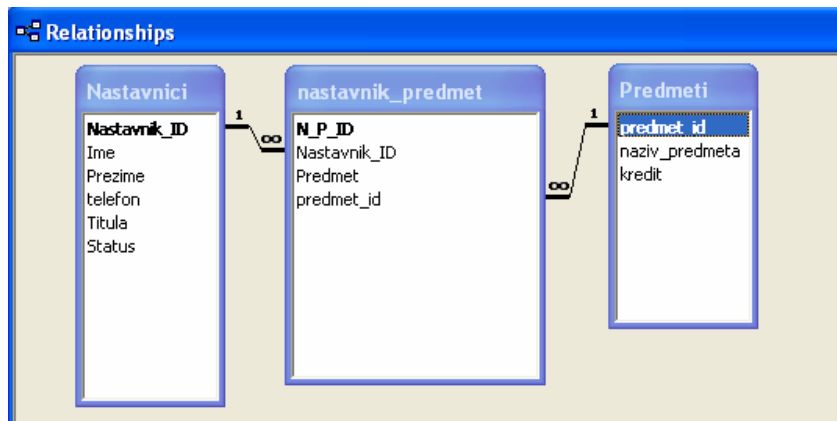 Relationships
Nastavnici
Nastavnik_ID
Ime
Prezime
telefon
Titula
Status
1
∞
nastavnik_predmet
N_P_ID
Nastavnik_ID
Predmet
predmet_id
∞
1
Predmeti
predmet_id
naziv_predmeta
kredit